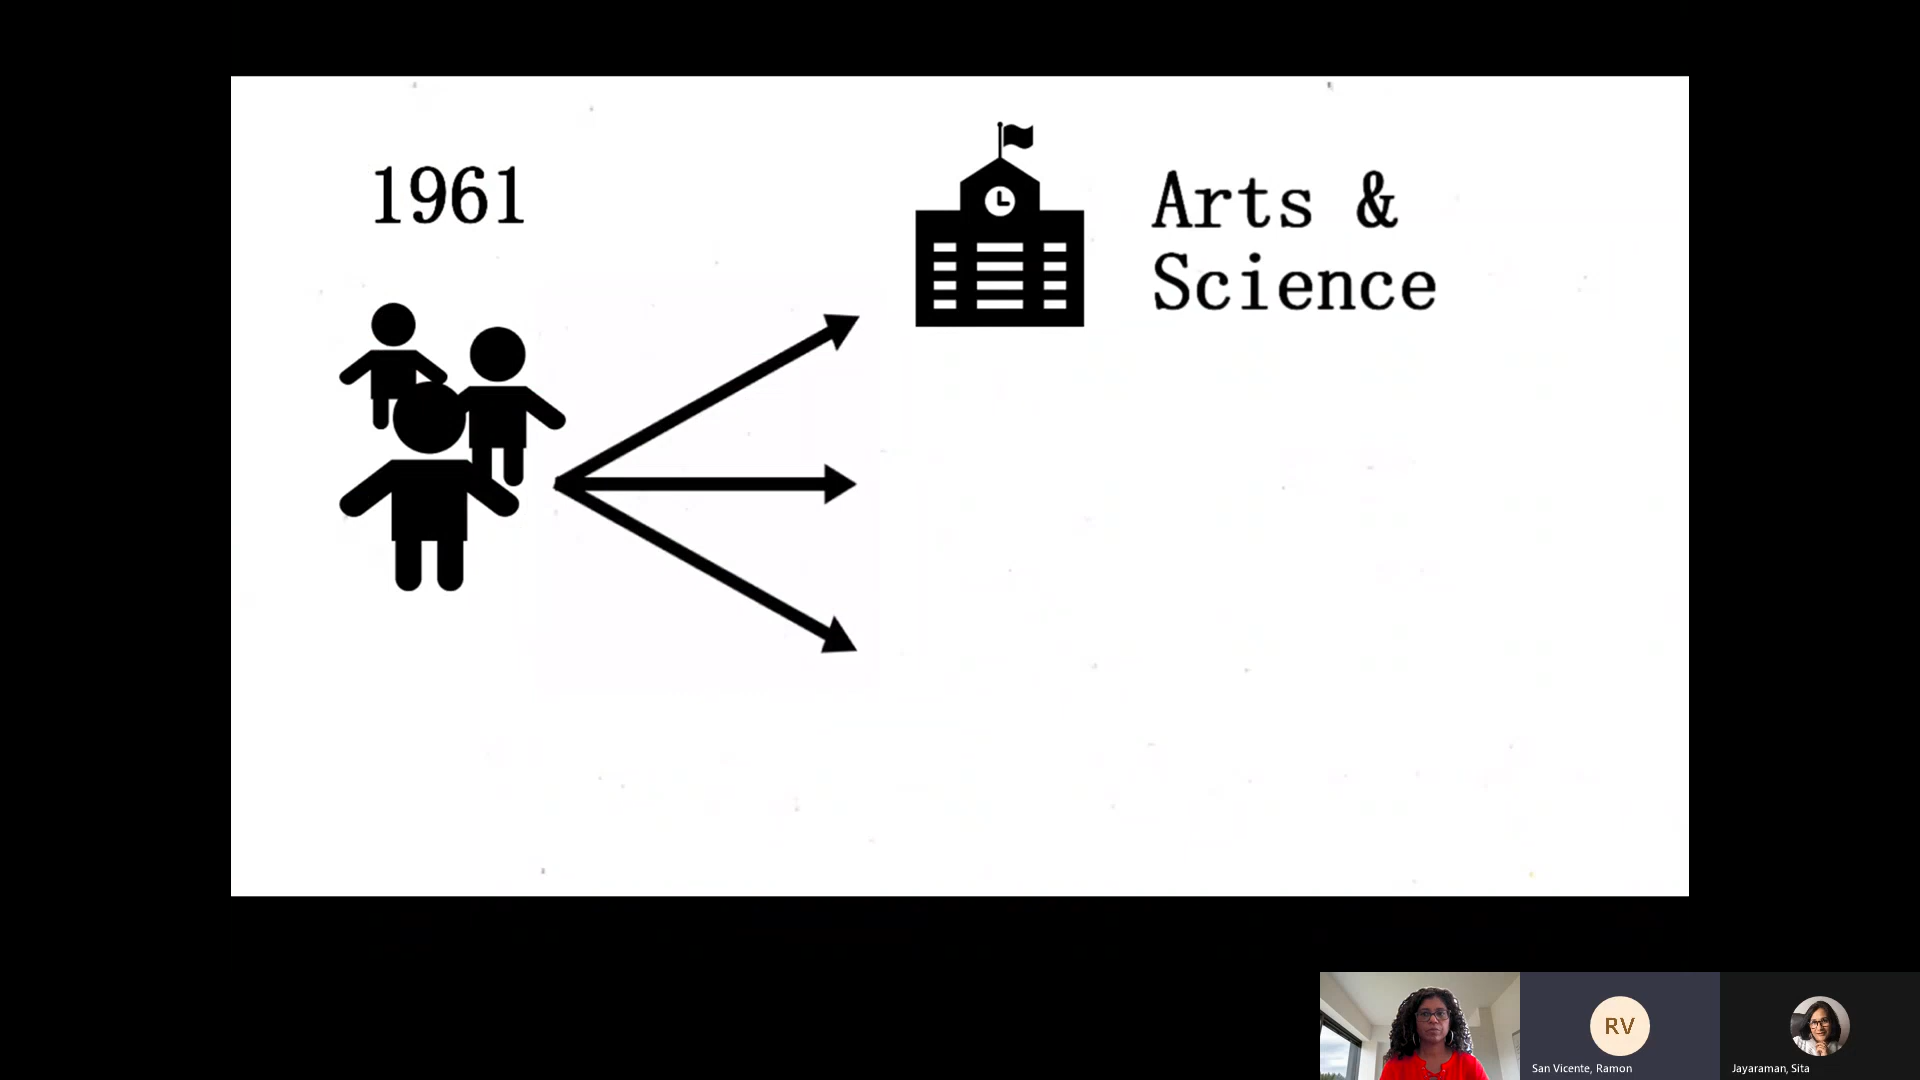 1961
Arts &
Science
RV
San Vicente, Ramon
Jayaraman, Sita